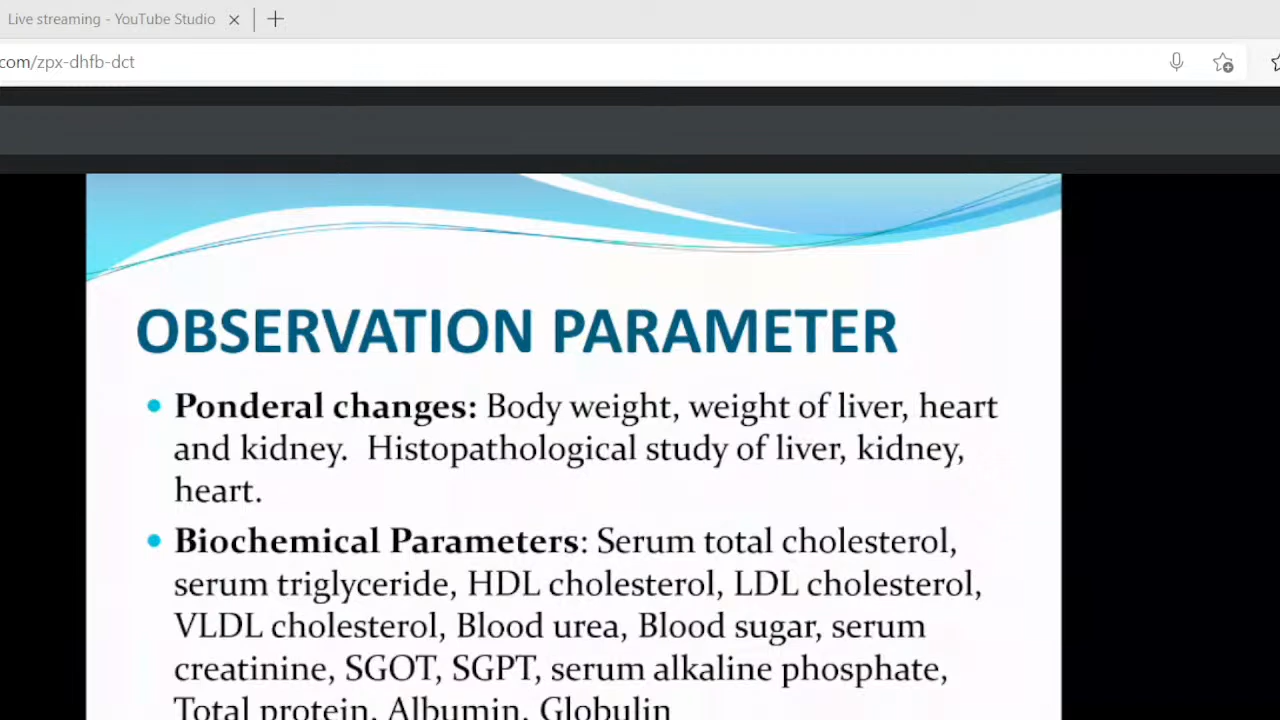 Live streaming - YouTube Studio
com/zpx-dhfb-dct
OBSERVATION PARAMETER
• Ponderal changes: Body weight, weight of liver, heart
and kidney. Histopathological study of liver, kidney,
heart.
• Biochemical Parameters: Serum total cholesterol,
serum triglyceride, HDL cholesterol, LDL cholesterol,
VLDL cholesterol, Blood urea, Blood sugar, serum
creatinine, SGOT, SGPT, serum alkaline phosphate,
Total protein, Albumin, Globulin